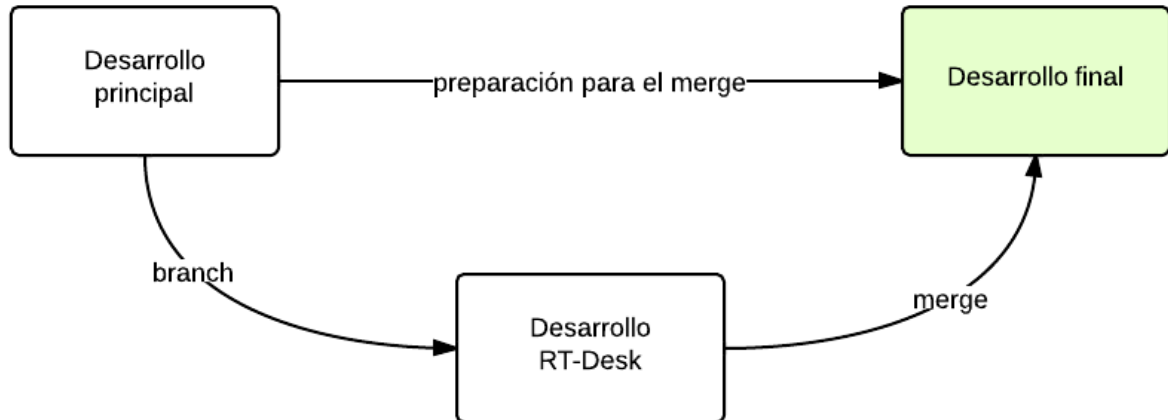 Desarrollo
principal
preparación para el merge
Desarrollo final
branch
Desarrollo
RT-Desk
merge